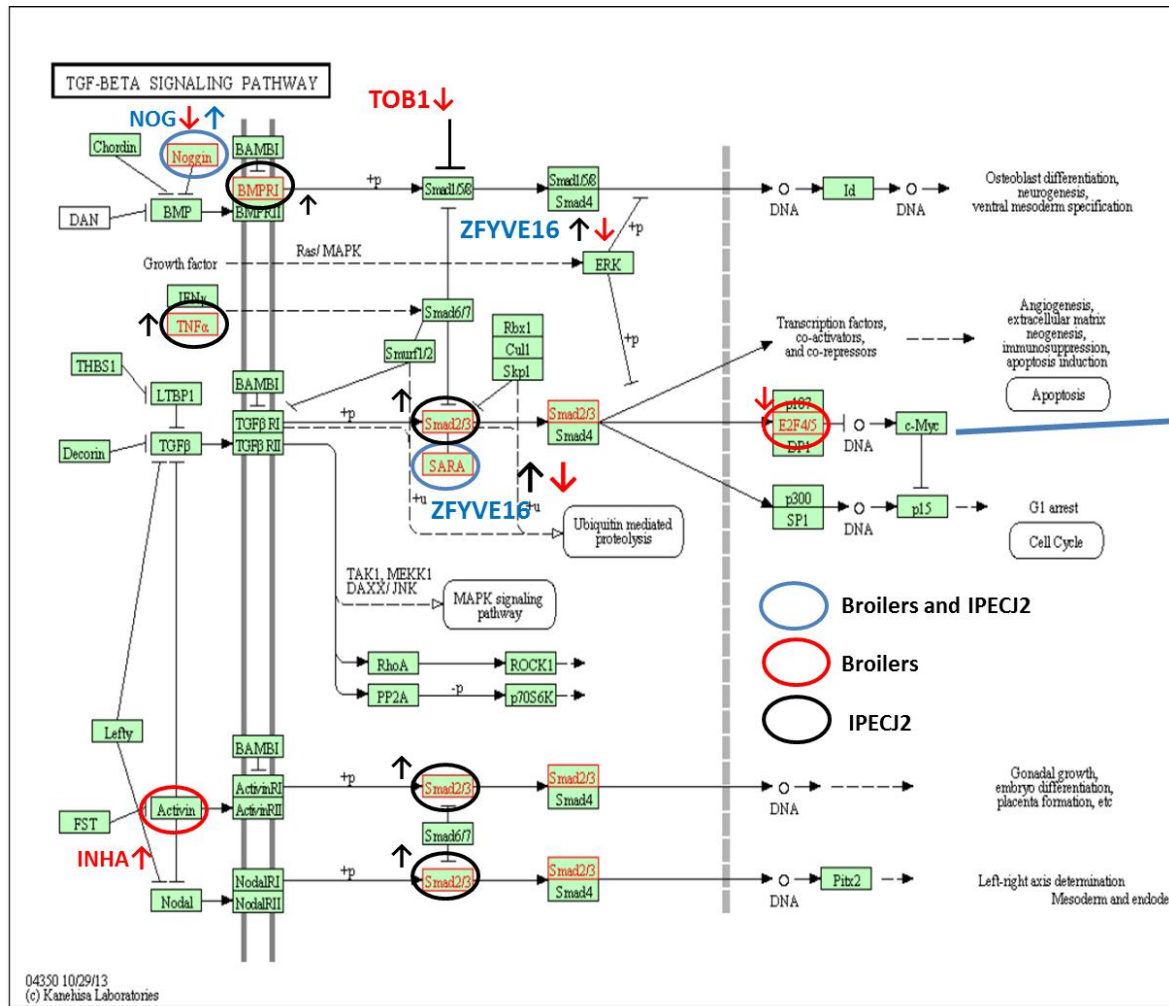 TGF-BETA SIGNALING PATHWAY
NOG
TOB1
Chordin
Noggin
BAMBI
BMPRI
+p
Smad1/5/8
Smad1/5/8
Smad4
DNA
Id
DNA
Osteoblast differentiation,
neurogenesis,
ventral mesoderm specification
DAN
BMP
BMPRII
ZFYVE16
+p
Growth factor
Ras/ MAPK
ERK
IFNγ
TNFα
Smad6/7
Rbx1
Cul1
Skp1
Smurf1/2
+p
Transcription factors,
co-activators,
and co-repressors
Angiogenesis,
extracellular matrix
neogenesis,
immunosuppression,
apoptosis induction
Apoptosis
THBS1
LTBP1
BAMBI
Decorin
TGFβ
TGFβ RI
TGFβ RII
+p
Smad2/3
Smad2/3
Smad4
p107
E2F4/5
DP1
DNA
c-Myc
SARA
ZFYVE16
+u
+u
Ubiquitin mediated
proteolysis
p300
SP1
DNA
p15
G1 arrest
Cell Cycle
TAK1, MEKK1
DAXX/ JNK
MAPK signaling
pathway
Broilers and IPECJ2
RhoA
ROCK1
Broilers
PP2A
-p
p70S6K
IPECJ2
Lefty
BAMBI
FST
Activin
ActivinRI
ActivinRII
+p
Smad2/3
Smad2/3
Smad4
DNA
Gonadal growth,
embryo differentiation,
placenta formation, etc
INHA
Smad6/7
Nodal
NodalRI
NodalRII
+p
Smad2/3
Smad2/3
Smad4
DNA
Pitx2
Left-right axis determination
Mesoderm and endode
04350 10/29/13
(c) Kanehisa Laboratories